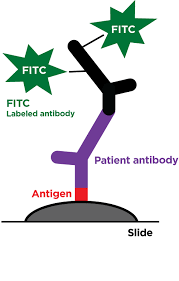 FITC
FITC
FITC
Labeled antibody
Patient antibody
Antigen
Slide